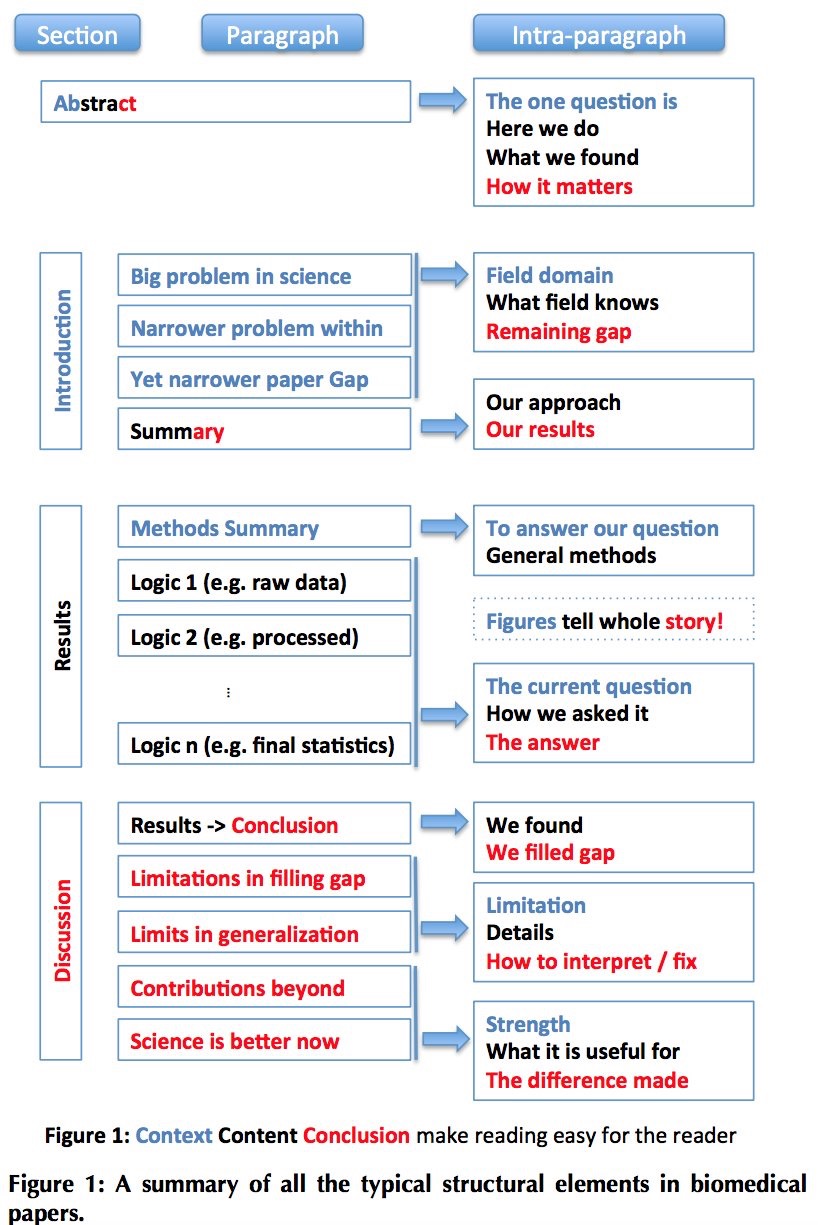 Section
Paragraph
Intra-paragraph
Abstract
The one question is
Here we do
What we found
How it matters
Introduction
Big problem in science
Narrower problem within
Yet narrower paper Gap
Summary
Field domain
What field knows
Remaining gap
Our approach
Our results
Results
Methods Summary
Logic 1 (e.g. raw data)
Logic 2 (e.g. processed)
...
Logic n (e.g. final statistics)
To answer our question
General methods
Figures tell whole story!
The current question
How we asked it
The answer
Discussion
Results -> Conclusion
Limitations in filling gap
Limits in generalization
Contributions beyond
Science is better now
We found
We filled gap
Limitation
Details
How to interpret / fix
Strength
What it is useful for
The difference made
Figure 1: Context Content Conclusion make reading easy for the reader
Figure 1: A summary of all the typical structural elements in biomedical
papers.